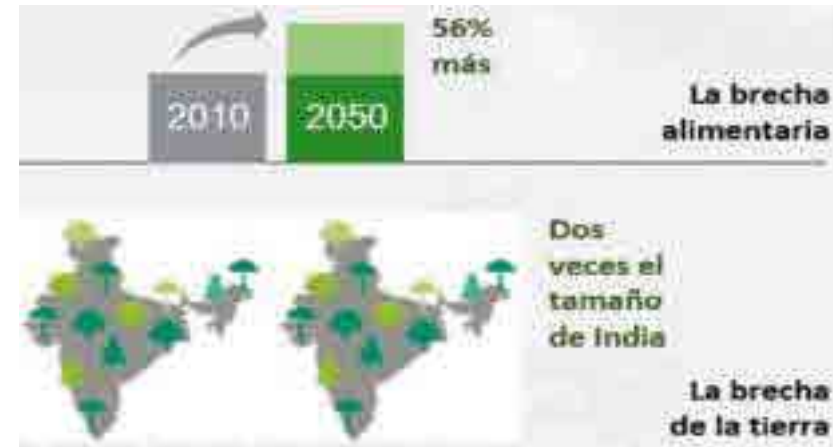 2010
2050
56%
más
La brecha
alimentaria
Dos
veces el
tamaño
de India
La brecha
de la tierra